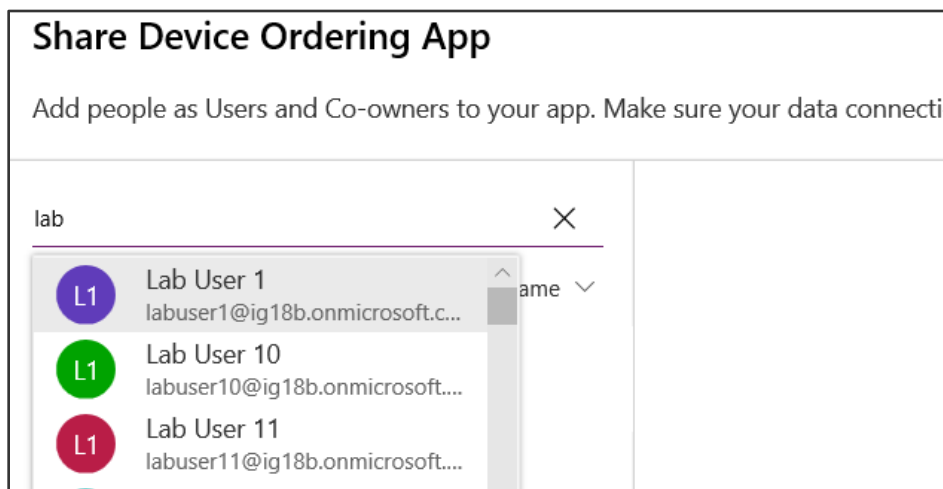 Share Device Ordering App
Add people as Users and Co-owners to your app. Make sure your data
lab
Lab User 1
L1
labuser1@ig18b.onmicrosoft.c...
Lab User 10
L1
labuser10@ig18b.onmicrosoft....
Lab User 11
L1
labuser11@ig18b.onmicrosoft....